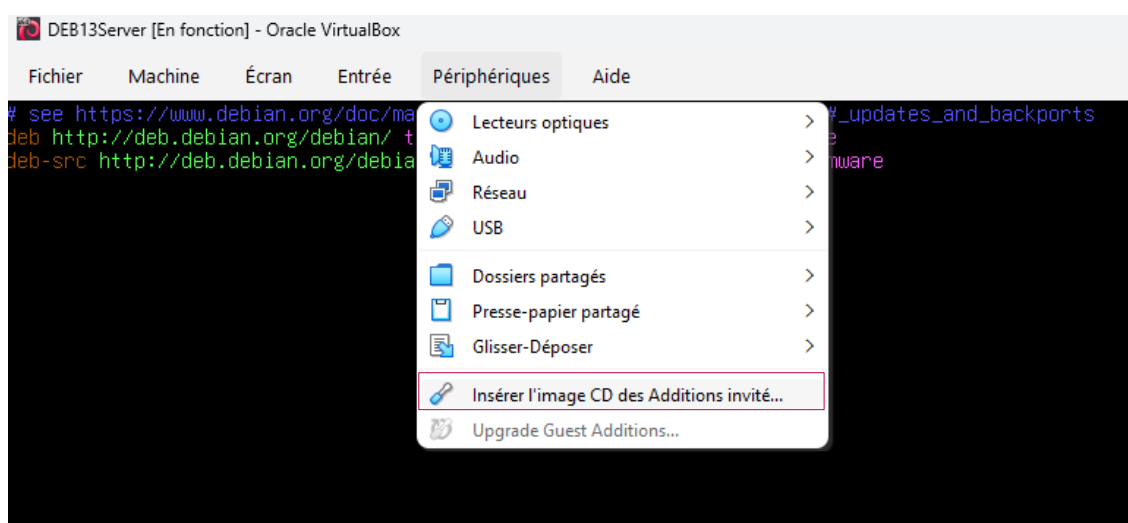 DEB13Server [En fonction] - Oracle VirtualBox
Fichier Machine Écran Entrée Périphériques Aide
# see https://www.debian.org/doc/ma #_updates_and_backports
deb http://deb.debian.org/debian/ t e
deb-src http://deb.debian.org/debia mware
Lecteurs optiques
Audio
Réseau
USB
Dossiers partagés
Presse-papier partagé
Glisser-Déposer
Insérer l'image CD des Additions invité...
Upgrade Guest Additions...